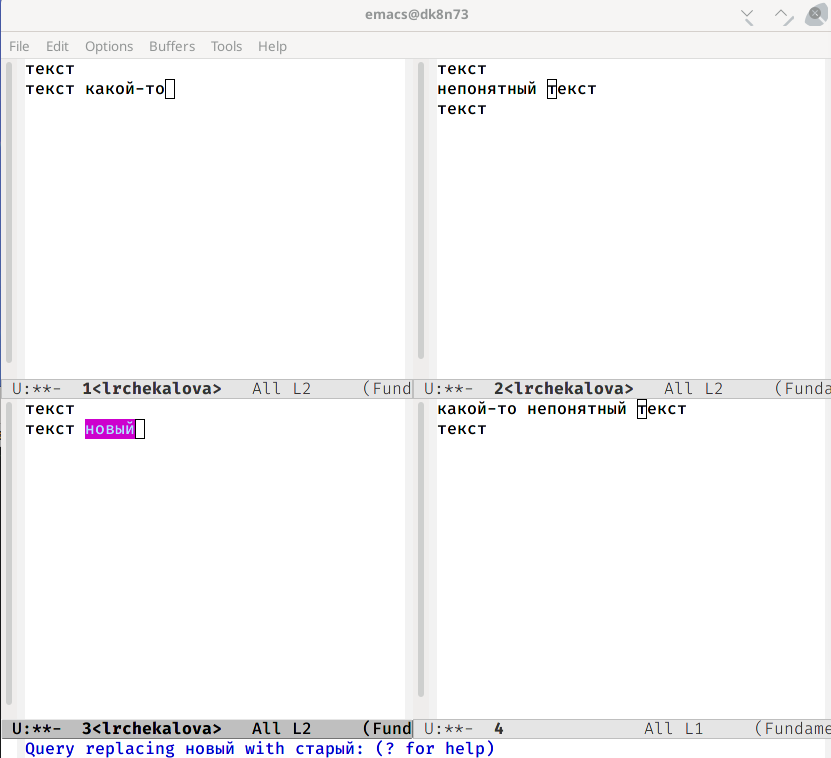 emacs@dk8n73
File Edit Options Buffers Tools Help
текст
текст какой-то
U:**-  1<lrchekalova>   All L2     (Fund
текст
непонятный текст
текст
U:**-  2<lrchekalova>   All L2     (Funda
текст
текст новый
U:**-  3<lrchekalova>   All L2     (Fund
какой-то непонятный текст
текст
U:**-  4              All L1     (Fundame
Query replacing новый with старый: (? for help)